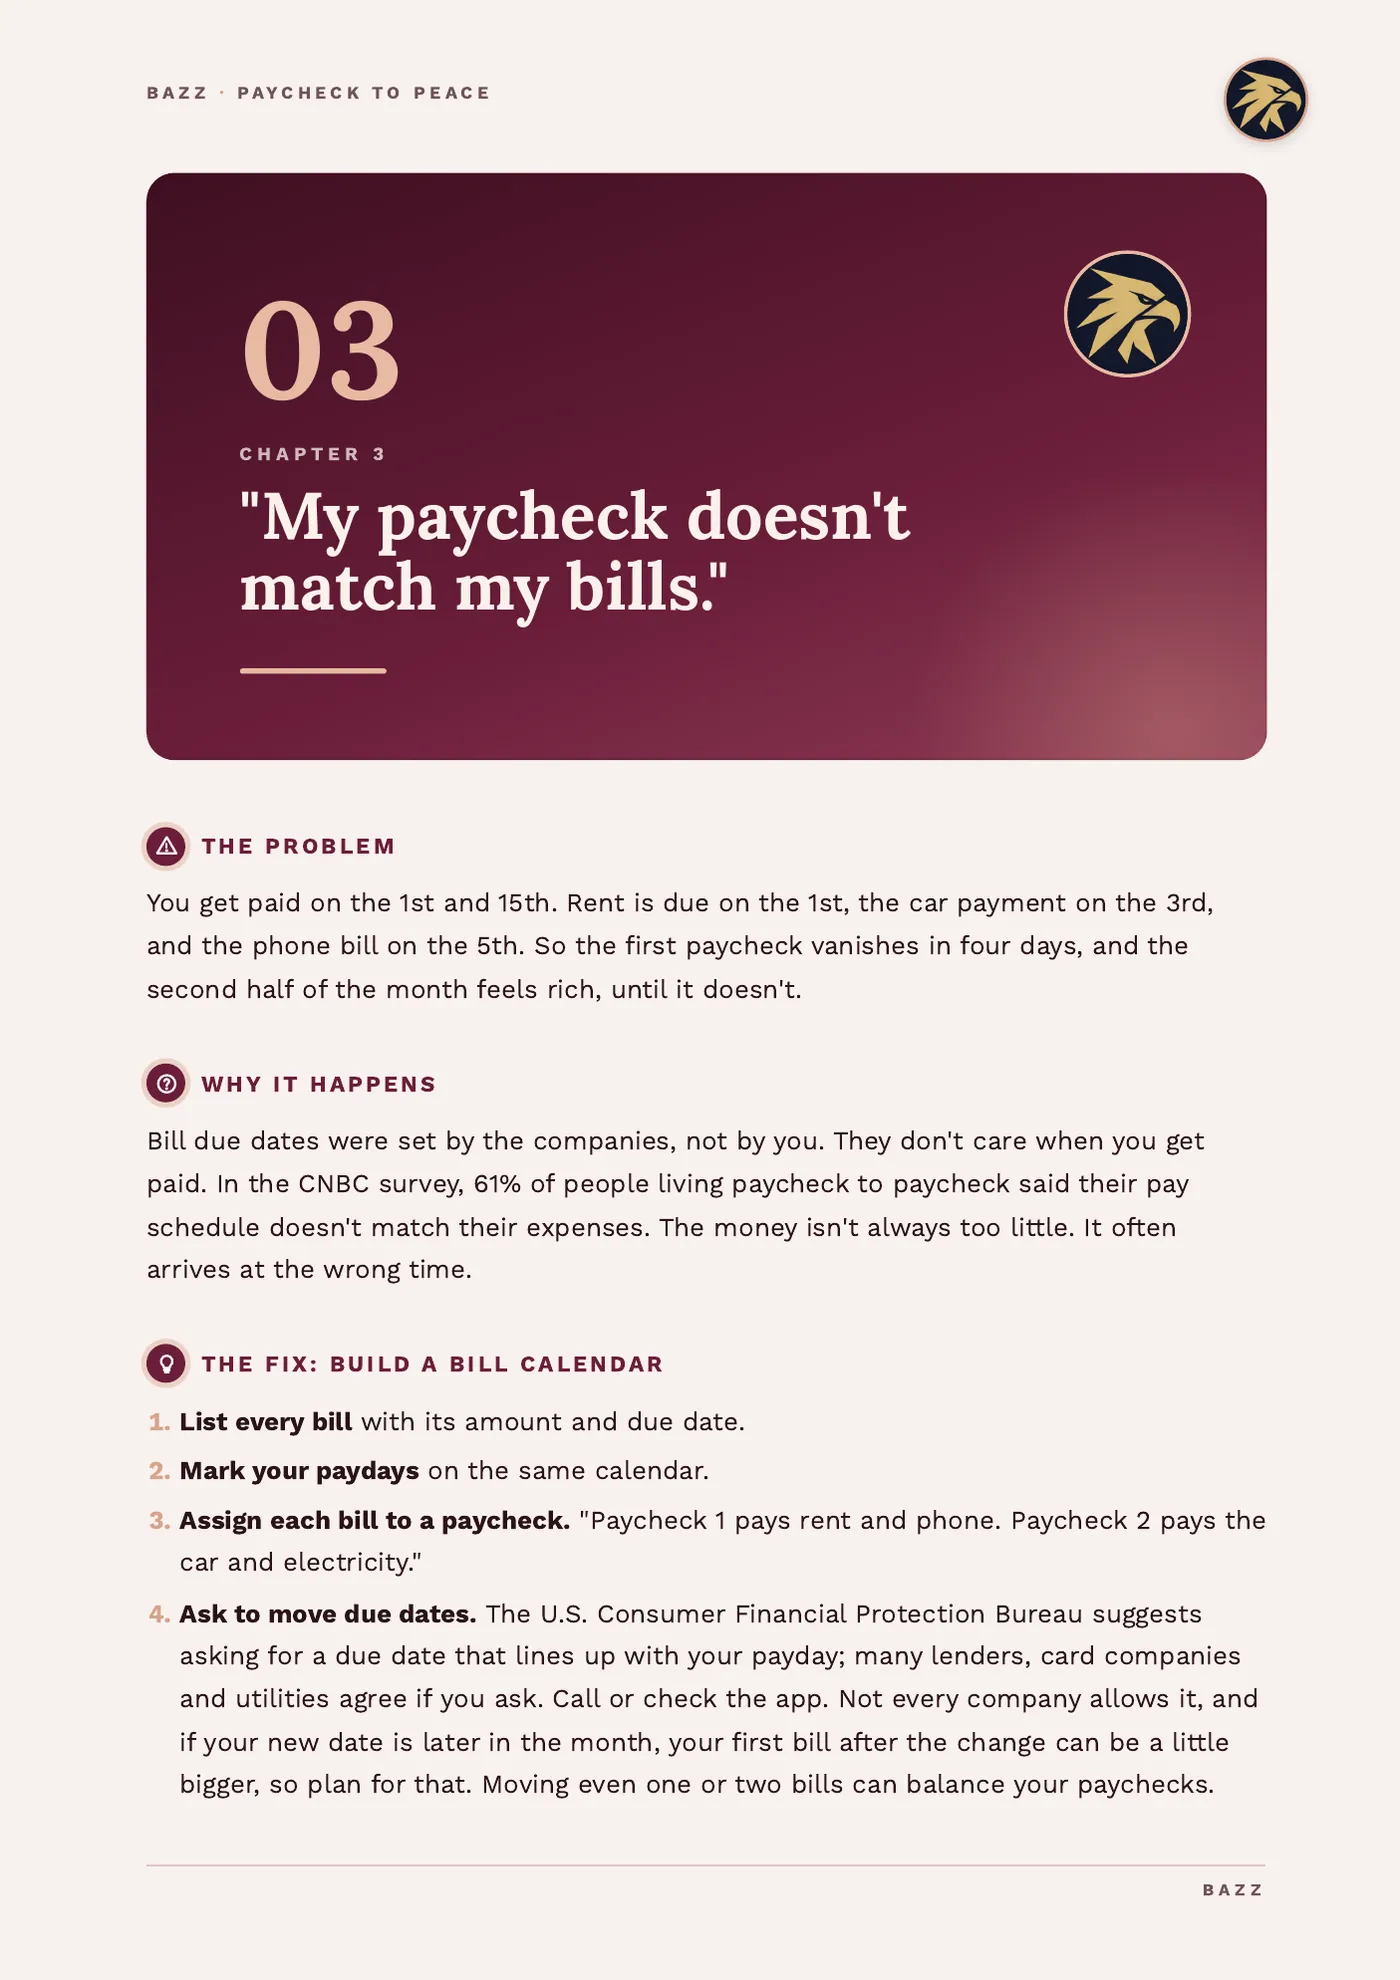 BAZZ · PAYCHECK TO PEACE
03
CHAPTER 3
"My paycheck doesn't
match my bills."
THE PROBLEM
You get paid on the 1st and 15th. Rent is due on the 1st, the car payment on the 3rd,
and the phone bill on the 5th. So the first paycheck vanishes in four days, and the
second half of the month feels rich, until it doesn't.
WHY IT HAPPENS
Bill due dates were set by the companies, not by you. They don't care when you get
paid. In the CNBC survey, 61% of people living paycheck to paycheck said their pay
schedule doesn't match their expenses. The money isn't always too little. It often
arrives at the wrong time.
THE FIX: BUILD A BILL CALENDAR
1. List every bill with its amount and due date.
2. Mark your paydays on the same calendar.
3. Assign each bill to a paycheck. "Paycheck 1 pays rent and phone. Paycheck 2 pays the
car and electricity."
4. Ask to move due dates. The U.S. Consumer Financial Protection Bureau suggests
asking for a due date that lines up with your payday; many lenders, card companies
and utilities agree if you ask. Call or check the app. Not every company allows it, and
if your new date is later in the month, your first bill after the change can be a little
bigger, so plan for that. Moving even one or two bills can balance your paychecks.
BAZZ